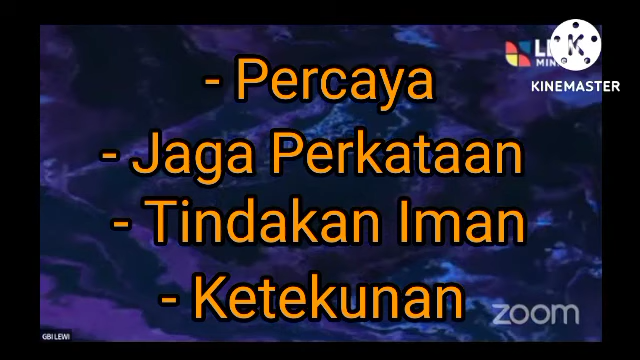 - Percaya
KINEMASTER
- Jaga Perkataan
- Tindakan Iman
- Ketekunan
zoom
GBI LEWI